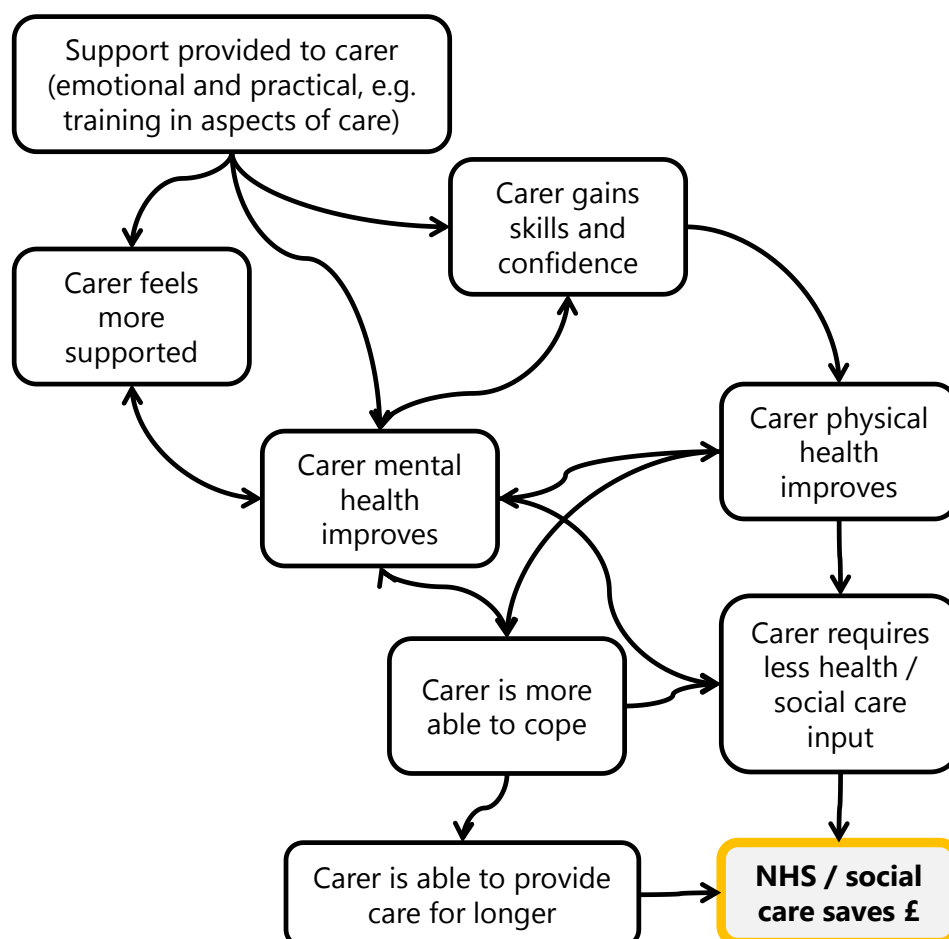 Support provided to carer
(emotional and practical, e.g.
training in aspects of care)
Carer gains
skills and
confidence
Carer feels
more
supported
Carer mental
health
improves
Carer physical
health
improves
Carer is more
able to cope
Carer requires
less health /
social care
input
Carer is able to provide
care for longer
NHS / social
care saves £